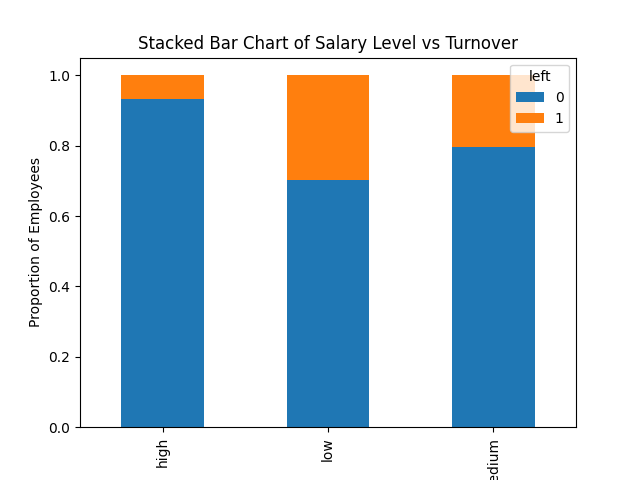 Stacked Bar Chart of Salary Level vs Turnover
left
0
1
1.0
0.8
0.6
0.4
0.2
0.0
Proportion of Employees
high
low
edium